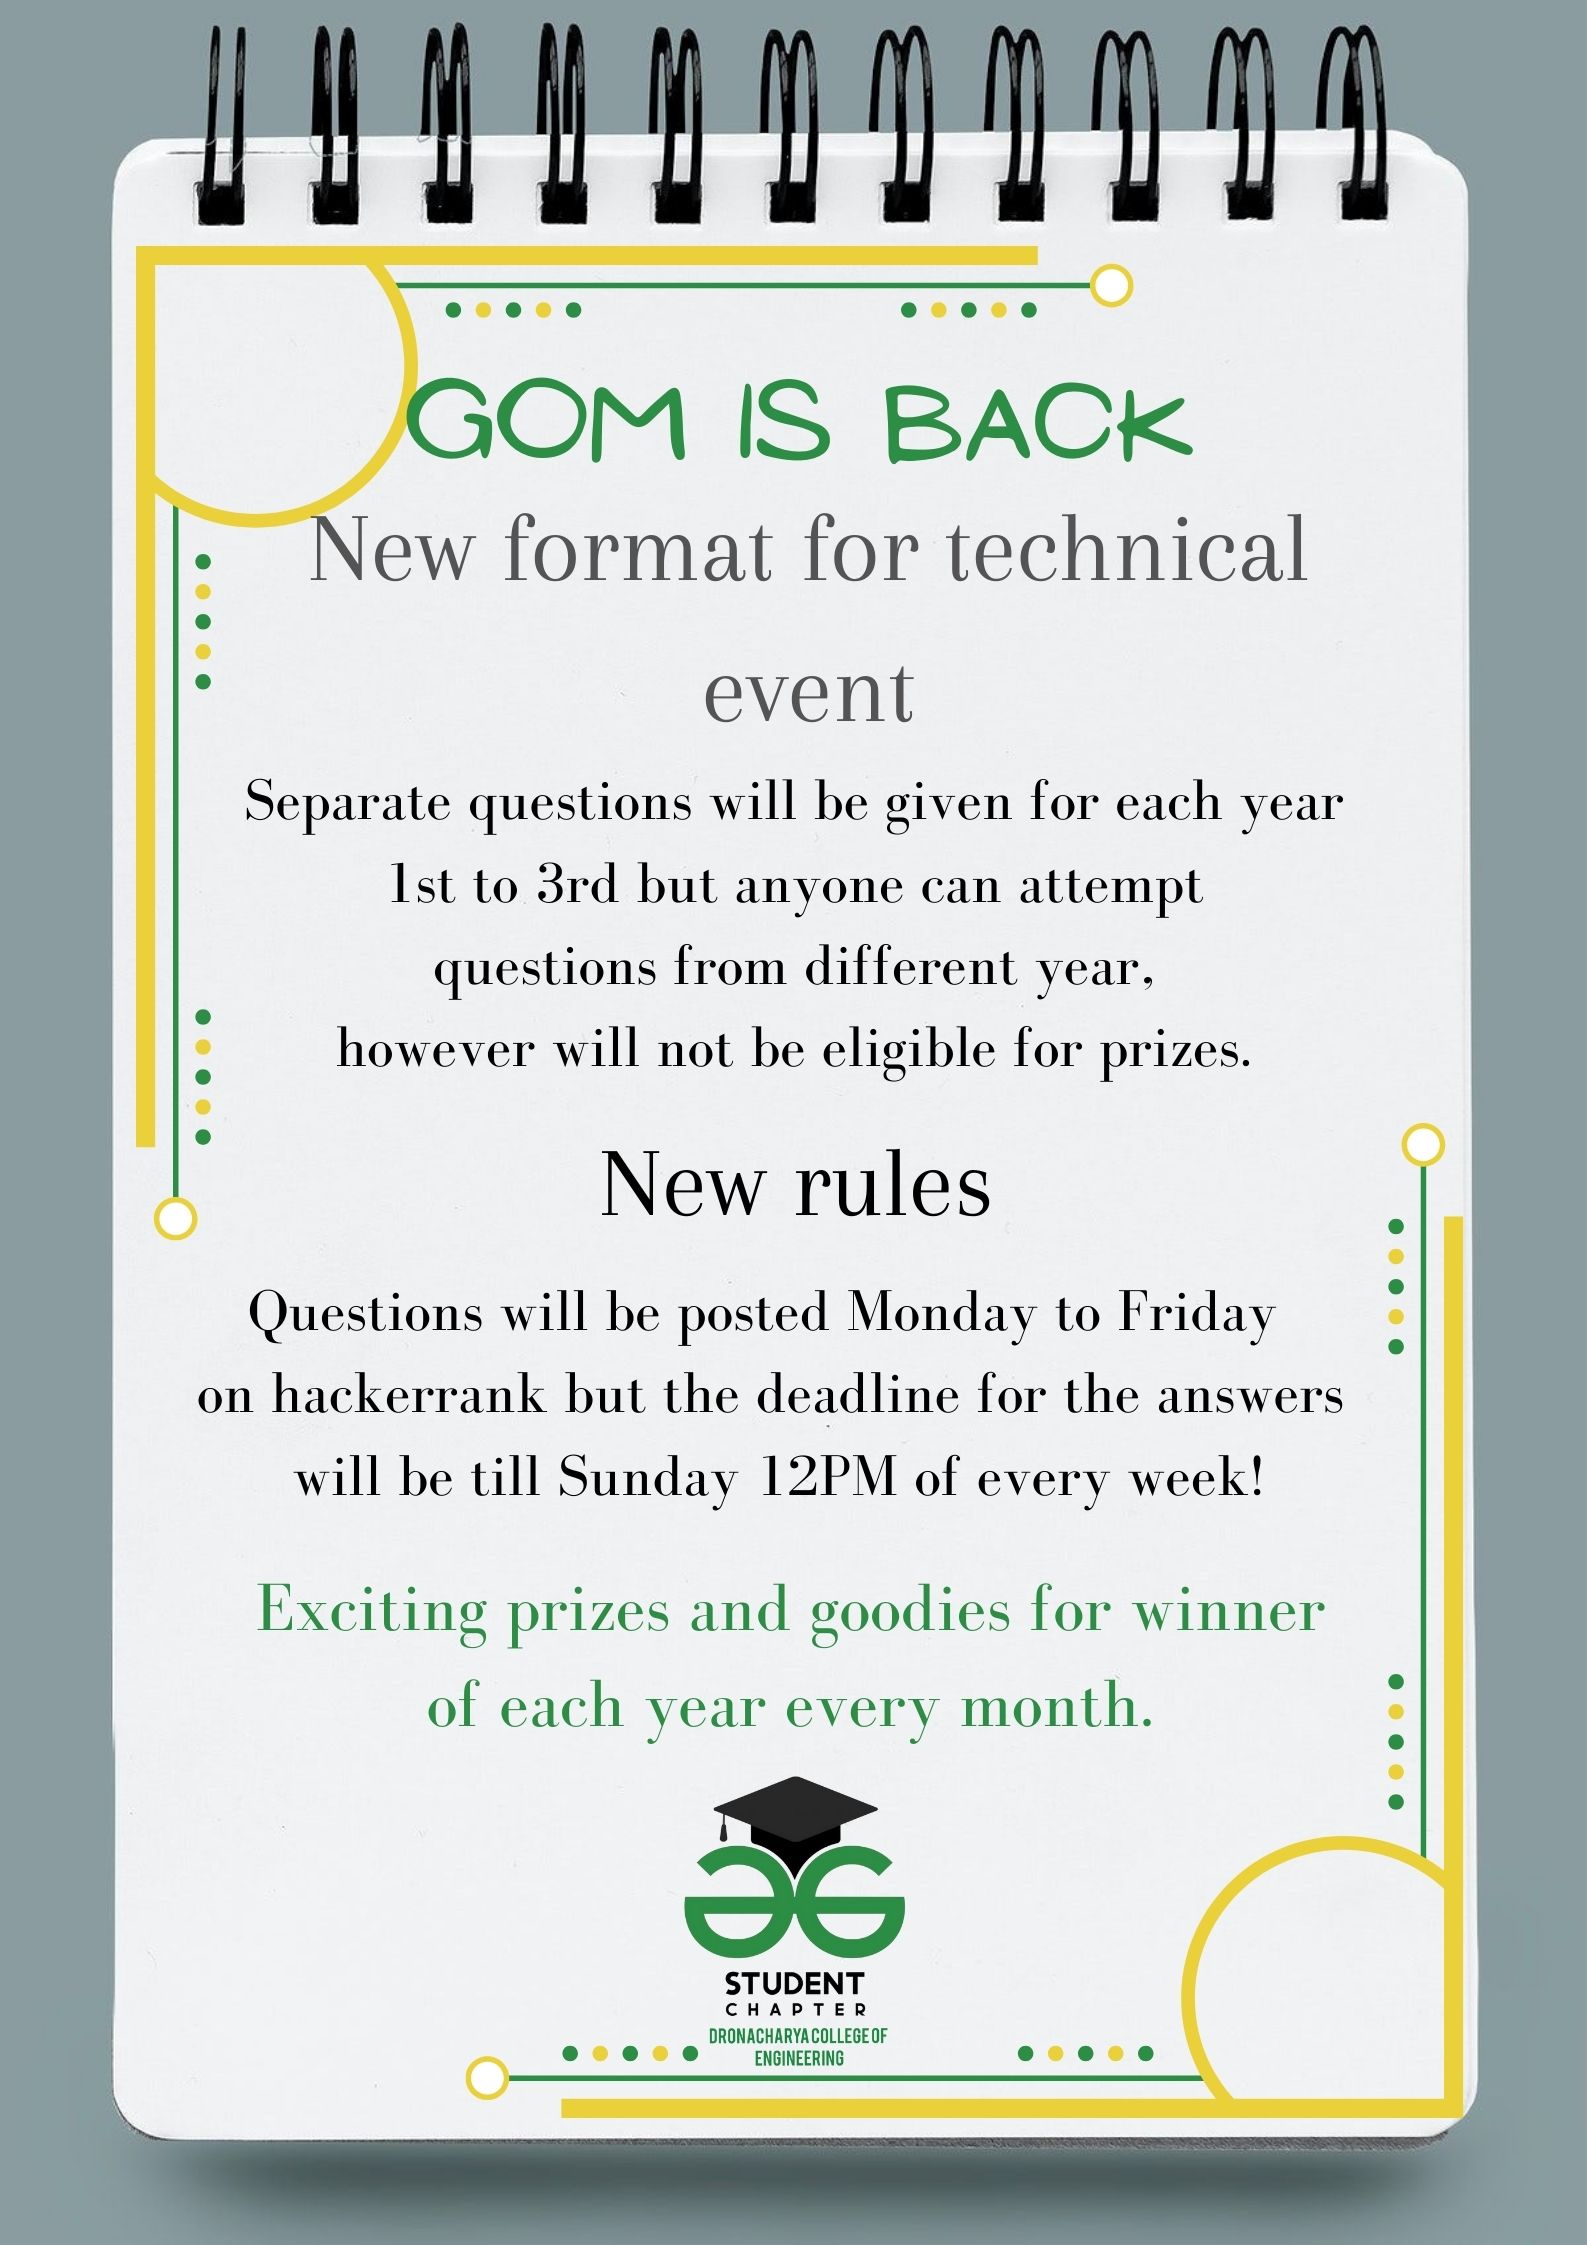 GOM IS BACK
New format for technical
event
Separate questions will be given for each year
1st to 3rd but anyone can attempt
questions from different year,
however will not be eligible for prizes.
New rules
Questions will be posted Monday to Friday
on hackerrank but the deadline for the answers
will be till Sunday 12PM of every week!
Exciting prizes and goodies for winner
of each year every month.
STUDENT
CHAPTER
DRONACHARYA COLLEGE OF
ENGINEERING